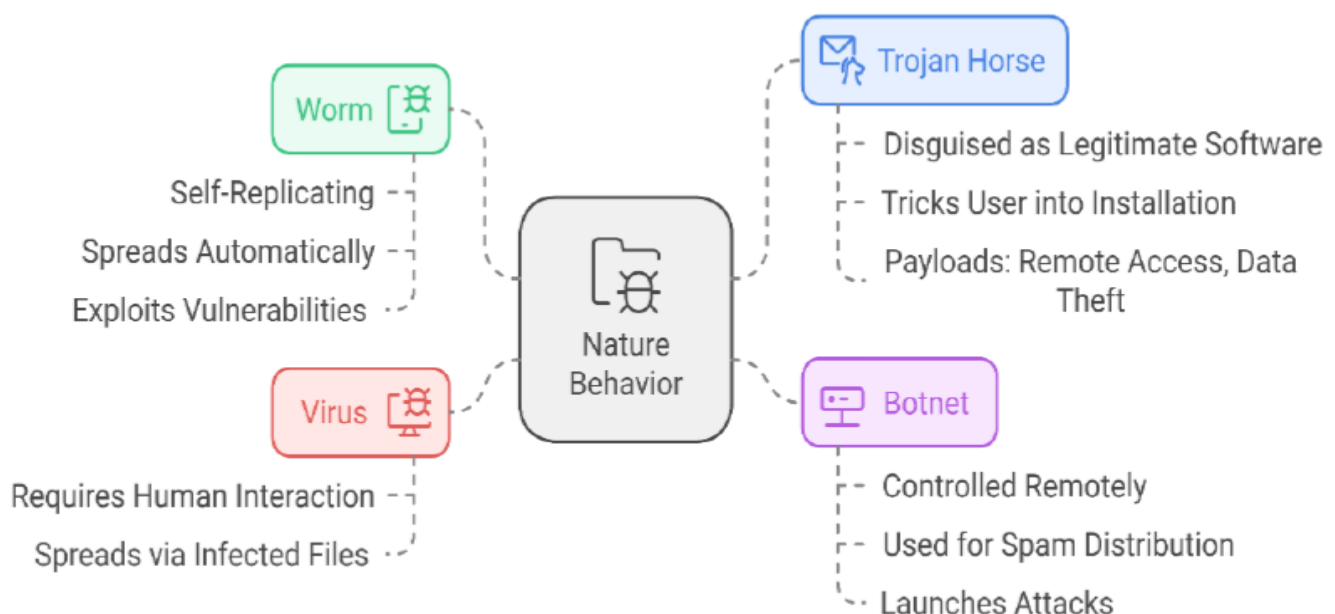 Worm
Self-Replicating
Spreads Automatically
Exploits Vulnerabilities
Virus
Requires Human Interaction
Spreads via Infected Files
Nature
Behavior
Trojan Horse
Disguised as Legitimate Software
Tricks User into Installation
Payloads: Remote Access, Data
Theft
Botnet
Controlled Remotely
Used for Spam Distribution
Launches Attacks